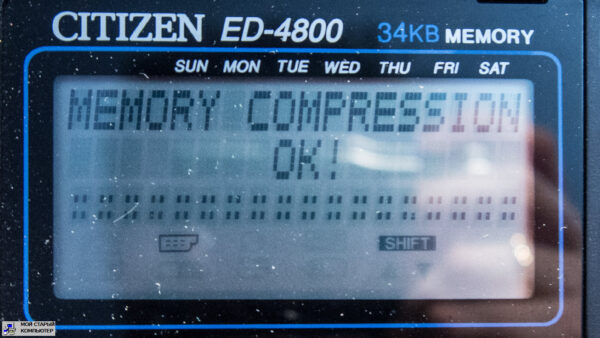 CITIZEN ED-4800 34KB MEMORY
SUN MON TUE WED THU FRI SAT
MEMORY COMPRESSION
OK!
SHIFT
МОЙ СТАРЫЙ
КОМПЬЮТЕР